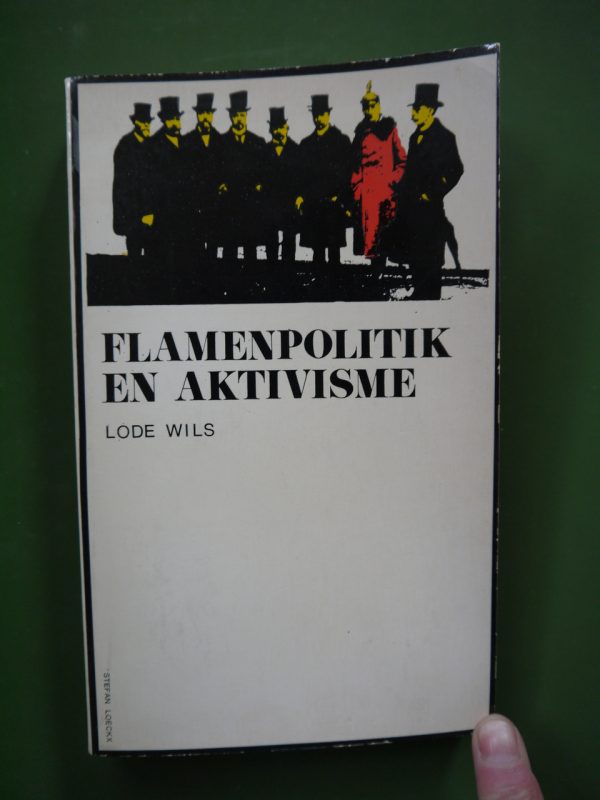 FLAMENPOLITIK
EN AKTIVISME
LODE WILS
STEFAN LOECKX